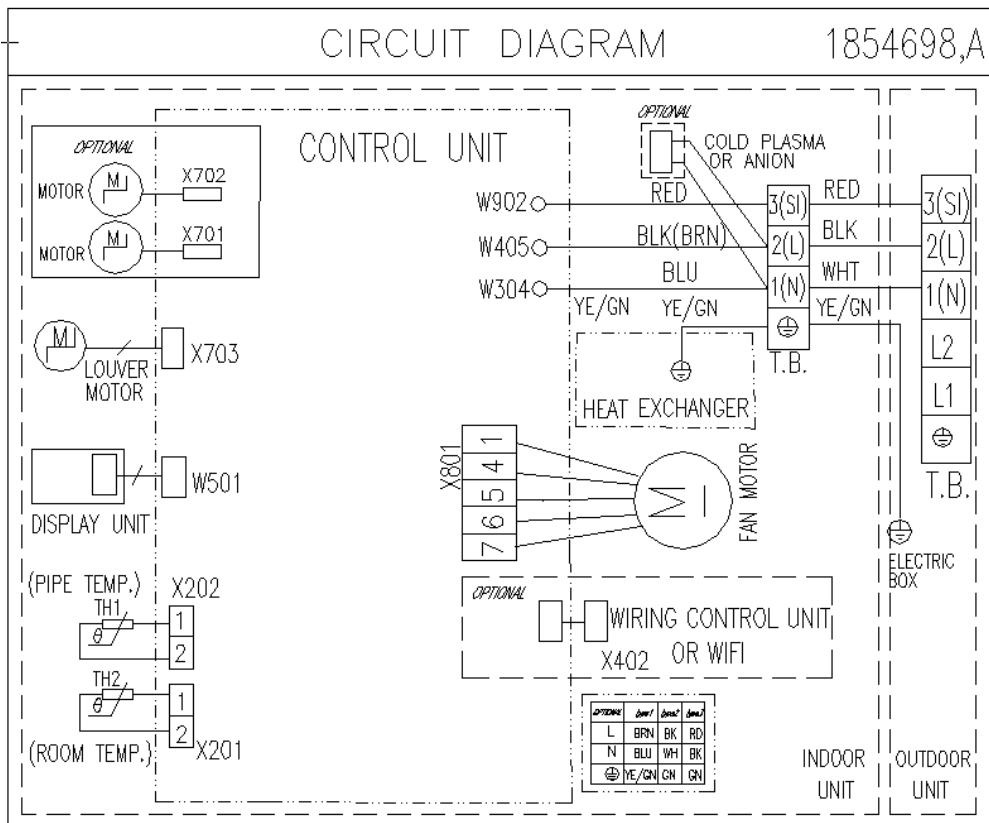 CIRCUIT DIAGRAM 1854698,A
OPTIONAL
MOTOR M X702
MOTOR M X701
CONTROL UNIT
OPTIONAL
COLD PLASMA
OR ANION
W902 RED 3(SI) RED 3(SI)
W405 BLK(BRN) 2(L) BLK 2(L)
W304 BLU 1(N) WHT 1(N)
YE/GN YE/GN YE/GN
T.B.
L2
L1
T.B.
M X703
LOUVER
MOTOR
HEAT EXCHANGER
W501
DISPLAY UNIT
X801
1
4
5
6
7
M
FAN MOTOR
ELECTRIC
BOX
(PIPE TEMP.) X202
TH1
θ
1
2
TH2
θ
1
2
X201
(ROOM TEMP.)
OPTIONAL
WIRING CONTROL UNIT
X402 OR WIFI
OPTIONAL type1 type2 type3
L BRN BK RD
N BLU WH BK
YE/GN GN GN
INDOOR
UNIT
OUTDOOR
UNIT